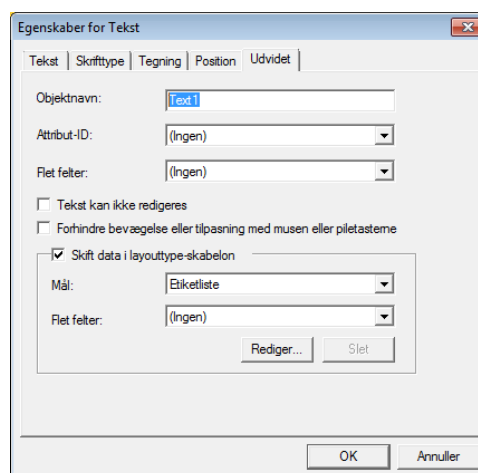 Egenskaber for Tekst
Tekst Skrifttype Tegning Position Udvidet
Objektnavn: Text1
Attribut-ID: (Ingen)
Flet felter: (Ingen)
Tekst kan ikke redigeres
Forhindre bevægelse eller tilpasning med musen eller piletasterne
Skift data i layouttype-skabelon
Mål: Etiketliste
Flet felter: (Ingen)
Rediger... Slet
OK Annuller